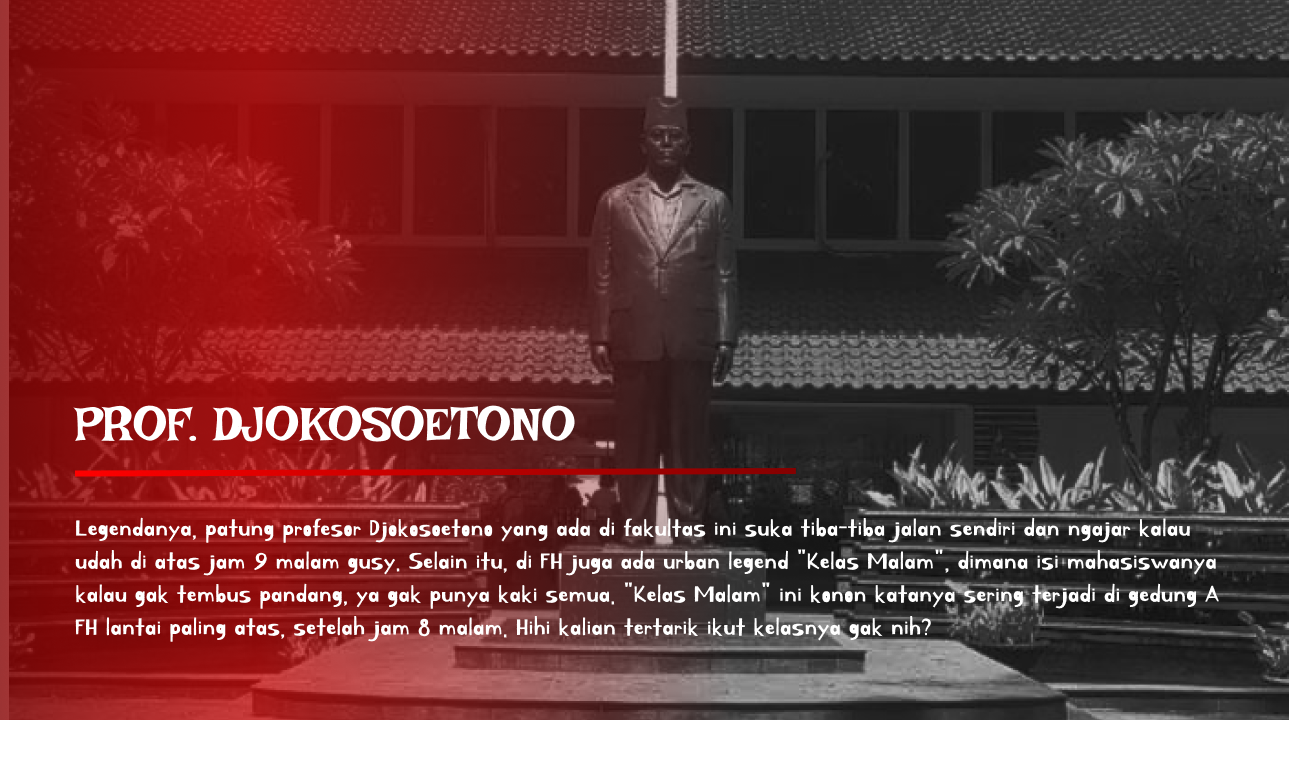 PROF. DJOKOSOETONO
Legendanya, patung profesor Djokosoetono yang ada di fakultas ini suka tiba-tiba jalan sendiri dan ngajar kalau
udah di atas jam 9 malam gusy. Selain itu, di FH juga ada urban legend "Kelas Malam", dimana isi mahasiswanya
kalau gak tembus pandang, ya gak punya kaki semua. "Kelas Malam" ini konon katanya sering terjadi di gedung A
FH lantai paling atas, setelah jam 8 malam. Hihi kalian tertarik ikut kelasnya gak nih?